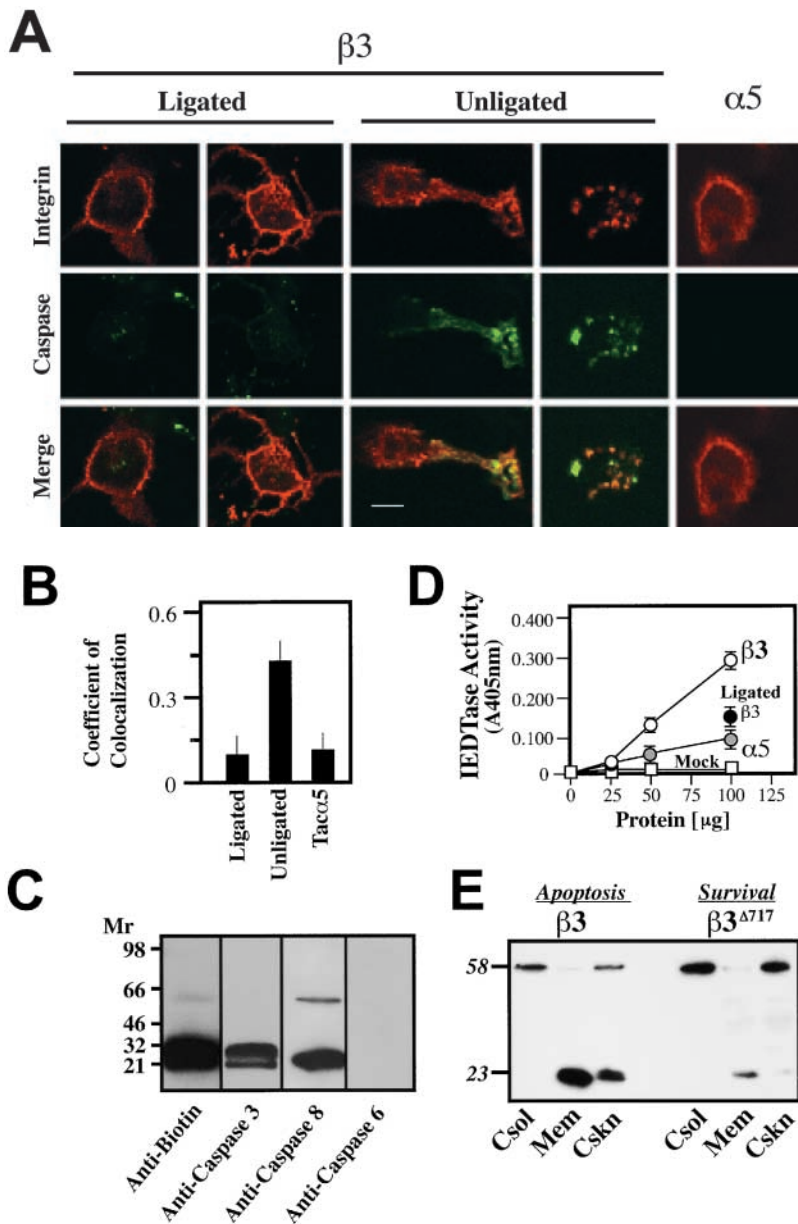 A
β3
Ligated
Unligated
α5
Integrin
Caspase
Merge
B
Coefficient of
Colocalization
0.6
0.3
0
Ligated
Unligated
Tacα5
D
IEDTase Activity
(A405nm)
0.400
0.300
0.100
0
β3
Ligated
β3
α5
Mock
0 25 50 100 125
Protein [µg]
C
Mr
98
66
46
32
21
Anti-Biotin
Anti-Caspase 3
Anti-Caspase 8
Anti-Caspase 6
E
Apoptosis Survival
β3 β3Δ717
58
23
Csol Mem Cskn Csol Mem Cskn